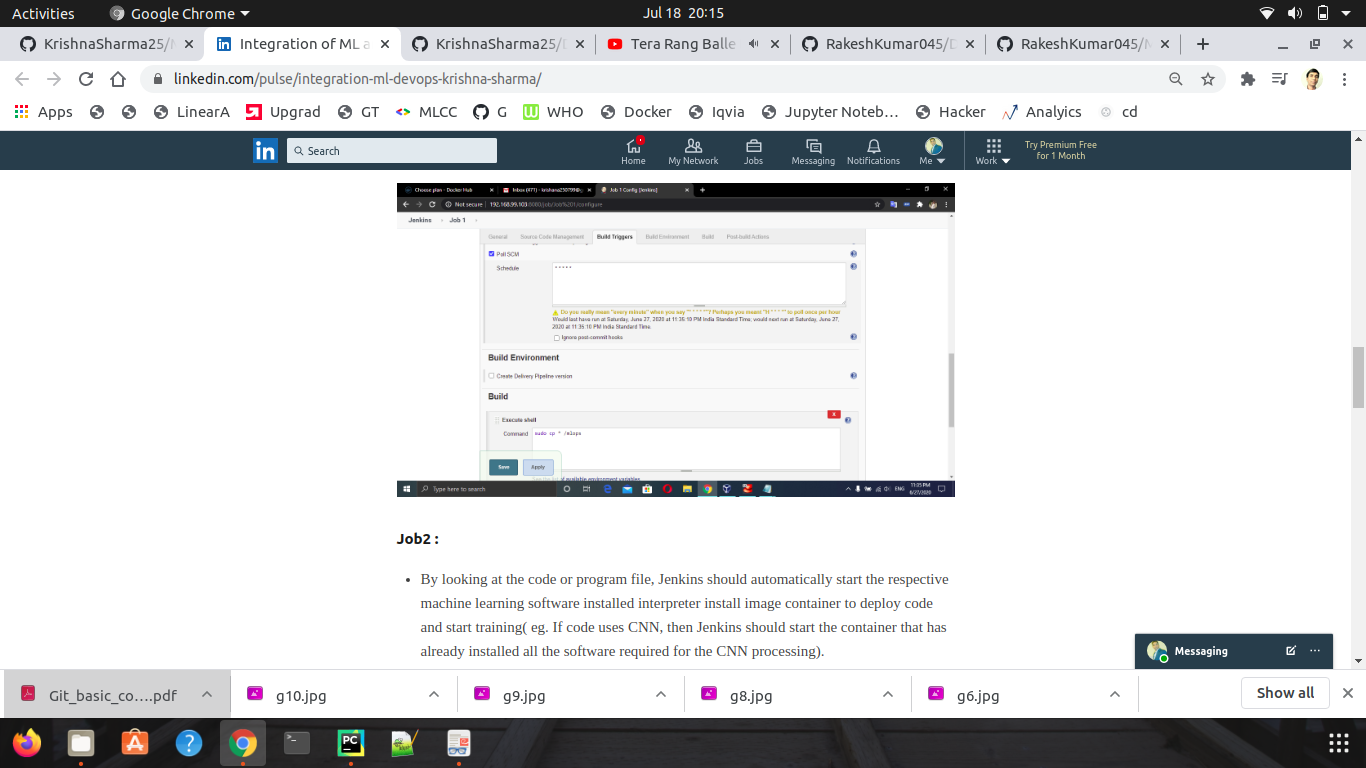 Activities
Google Chrome
Jul 18 20:15
KrishnaSharma25/
Integration of ML a
KrishnaSharma25/
Tera Rang Balle
RakeshKumar045/
RakeshKumar045/
linkedin.com/pulse/integration-ml-devops-krishna-sharma/
Apps
LinearA
Upgrad
GT
MLCC
G
WHO
Docker
Iqvia
Jupyter Noteb…
Hacker
Anaylics
cd
in
Search
Home
My Network
Jobs
Messaging
Notifications
Me
Work
Try Premium Free
for 1 Month
Choose plan - Docker Hub
Job 1 Config [Jenkins]
Not secure
192.168.99.103:8080/job/Job%201/configure
Jenkins
Job 1
General
Source Code Management
Build Triggers
Build Environment
Build
Post-build Actions
Poll SCM
Schedule
* * * * *
Do you really mean "every minute" when you say "* * * * *"? Perhaps you meant "H * * * *" to poll once per hour
Would last have run at Saturday, June 27, 2020 at 11:35:10 PM India Standard Time; would next run at Saturday, June 27,
2020 at 11:35:10 PM India Standard Time.
Ignore post-commit hooks
Build Environment
Create Delivery Pipeline version
Build
X
Execute shell
Command
sudo cp * /mlops
Save
Apply
of available environment variables
Type here to search
ENG
11:35 PM
6/27/2020
Job2 :
• By looking at the code or program file, Jenkins should automatically start the respective
machine learning software installed interpreter install image container to deploy code
and start training( eg. If code uses CNN, then Jenkins should start the container that has
already installed all the software required for the CNN processing).
Messaging
Git_basic_co….pdf
g10.jpg
g9.jpg
g8.jpg
g6.jpg
Show all